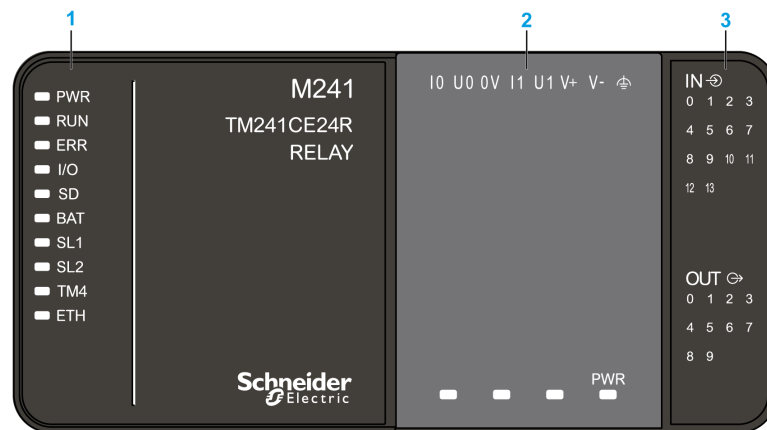 1
2
3
PWR
RUN
ERR
I/O
SD
BAT
SL1
SL2
TM4
ETH
M241
TM241CE24R
RELAY
Schneider
Electric
I0 U0 0V I1 U1 V+ V-
PWR
IN
0 1 2 3
4 5 6 7
8 9 10 11
12 13
OUT
0 1 2 3
4 5 6 7
8 9